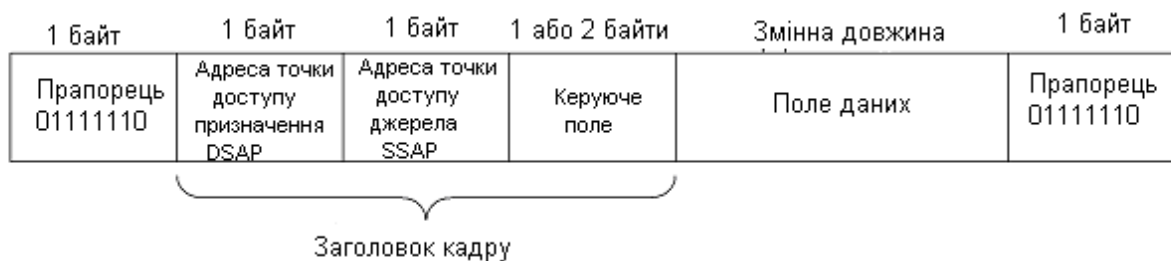 1 байт
1 байт
1 байт
1 або 2 байти
Змінна довжина
1 байт
Прапорець
01111110
Адреса точки
доступу
призначення
DSAP
Адреса точки
доступу
джерела
SSAP
Керуюче
поле
Поле даних
Прапорець
01111110
Заголовок кадру